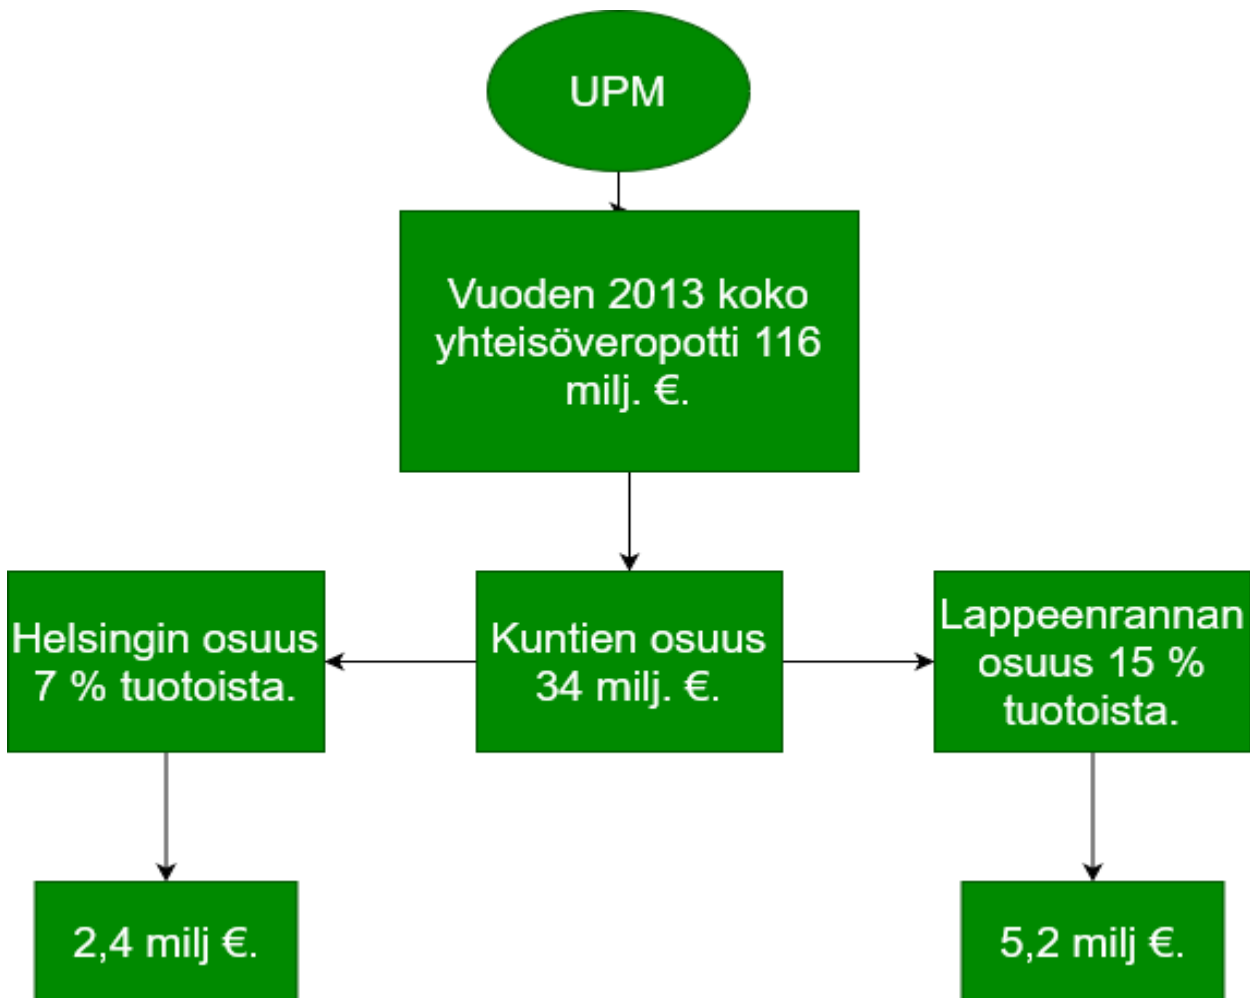 UPM
Vuoden 2013 koko
yhteisöveropotti 116
milj. €.
Helsingin osuus
7 % tuotoista.
Kuntien osuus
34 milj. €.
Lappeenrannan
osuus 15 %
tuotoista.
2,4 milj €.
5,2 milj €.